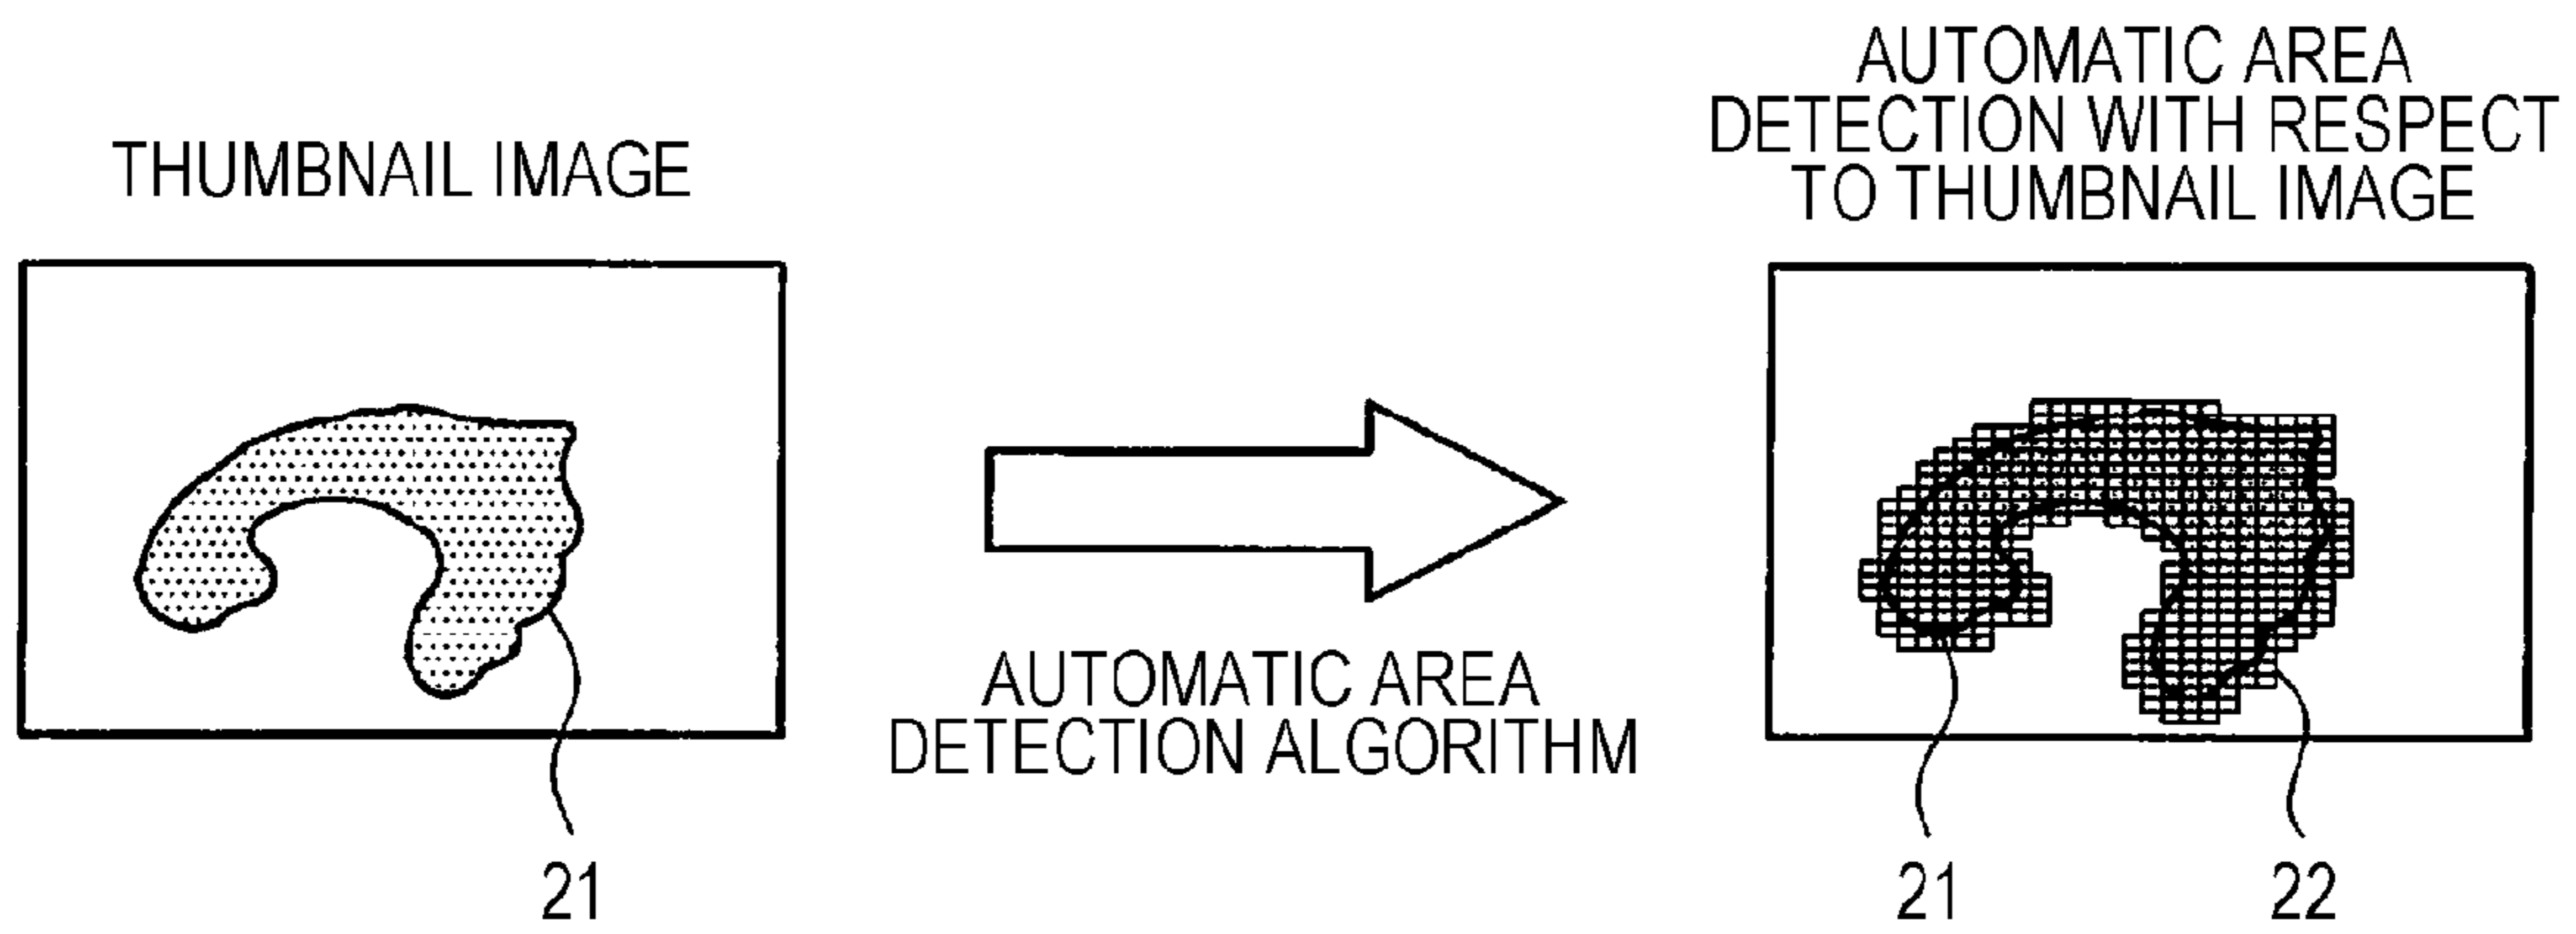 THUMBNAIL IMAGE
21
AUTOMATIC AREA
DETECTION ALGORITHM
AUTOMATIC AREA
DETECTION WITH RESPECT
TO THUMBNAIL IMAGE
21
22